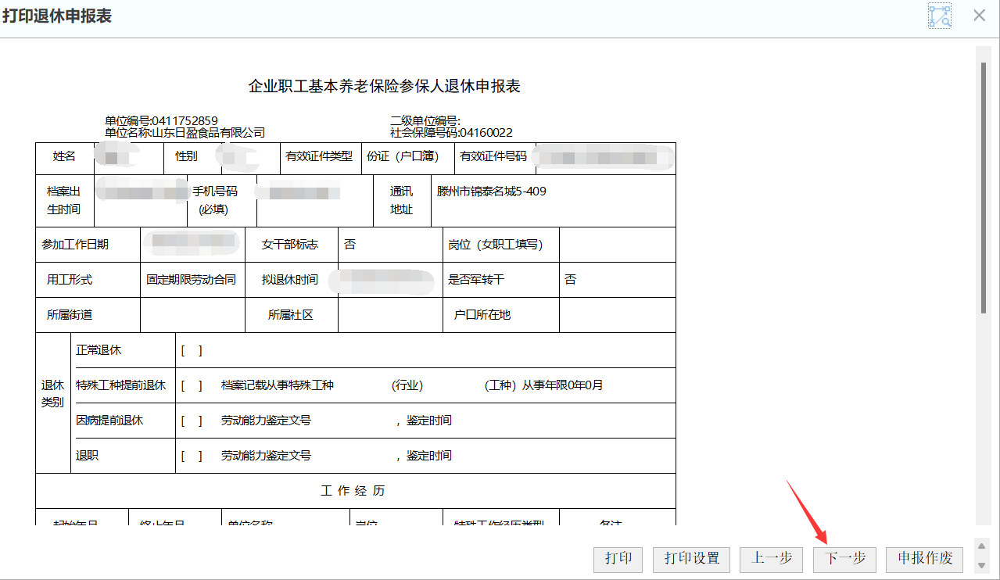 打印退休申报表
企业职工基本养老保险参保人退休申报表
单位编号:0411752859 二级单位编号:
单位名称:山东日盈食品有限公司 社会保障号码:04160022
姓名 性别 有效证件类型 份证（户口簿） 有效证件号码
档案出生时间 手机号码(必填) 通讯地址 滕州市锦泰名城5-409
参加工作日期 女干部标志 否 岗位（女职工填写）
用工形式 固定期限劳动合同 拟退休时间 是否军转干 否
所属街道 所属社区 户口所在地
退休类别
正常退休 [ ]
特殊工种提前退休 [ ] 档案记载从事特殊工种 (行业) (工种）从事年限0年0月
因病提前退休 [ ] 劳动能力鉴定文号 ，鉴定时间
退职 [ ] 劳动能力鉴定文号 ，鉴定时间
工 作 经 历
起始年月 终止年月 单位名称 岗位 特殊工作经历类型 备注
打印 打印设置 上一步 下一步 申报作废